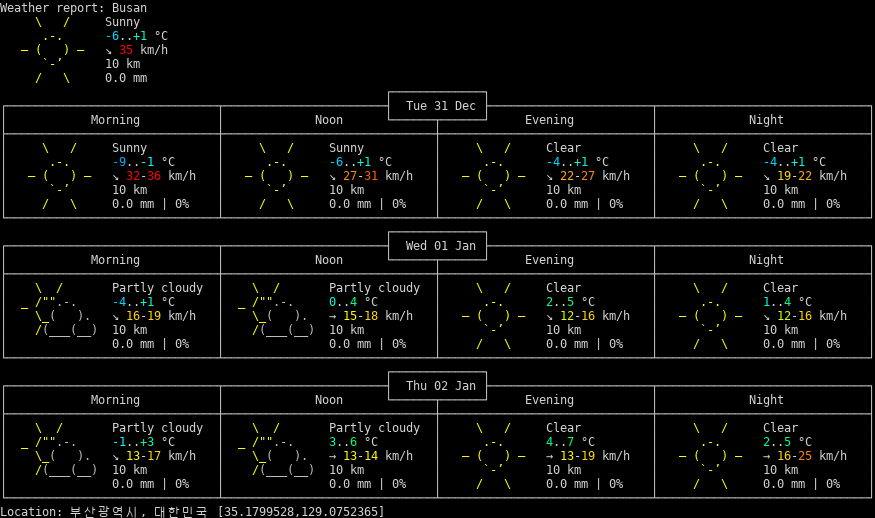 Weather report: Busan
Sunny
-6..+1 °C
↘ 35 km/h
10 km
0.0 mm
Tue 31 Dec
Morning Noon Evening Night
Sunny Sunny Clear Clear
-9..-1 °C -6..+1 °C -4..+1 °C -4..+1 °C
↘ 32-36 km/h ↘ 27-31 km/h ↘ 22-27 km/h ↘ 19-22 km/h
10 km 10 km 10 km 10 km
0.0 mm | 0% 0.0 mm | 0% 0.0 mm | 0% 0.0 mm | 0%
Wed 01 Jan
Morning Noon Evening Night
Partly cloudy Partly cloudy Clear Clear
-4..+1 °C 0..4 °C 2..5 °C 1..4 °C
↘ 16-19 km/h → 15-18 km/h ↘ 12-16 km/h ↘ 12-16 km/h
10 km 10 km 10 km 10 km
0.0 mm | 0% 0.0 mm | 0% 0.0 mm | 0% 0.0 mm | 0%
Thu 02 Jan
Morning Noon Evening Night
Partly cloudy Partly cloudy Clear Clear
-1..+3 °C 3..6 °C 4..7 °C 2..5 °C
↘ 13-17 km/h → 13-14 km/h → 13-19 km/h → 16-25 km/h
10 km 10 km 10 km 10 km
0.0 mm | 0% 0.0 mm | 0% 0.0 mm | 0% 0.0 mm | 0%
Location: 부산광역시, 대한민국 [35.1799528,129.0752365]